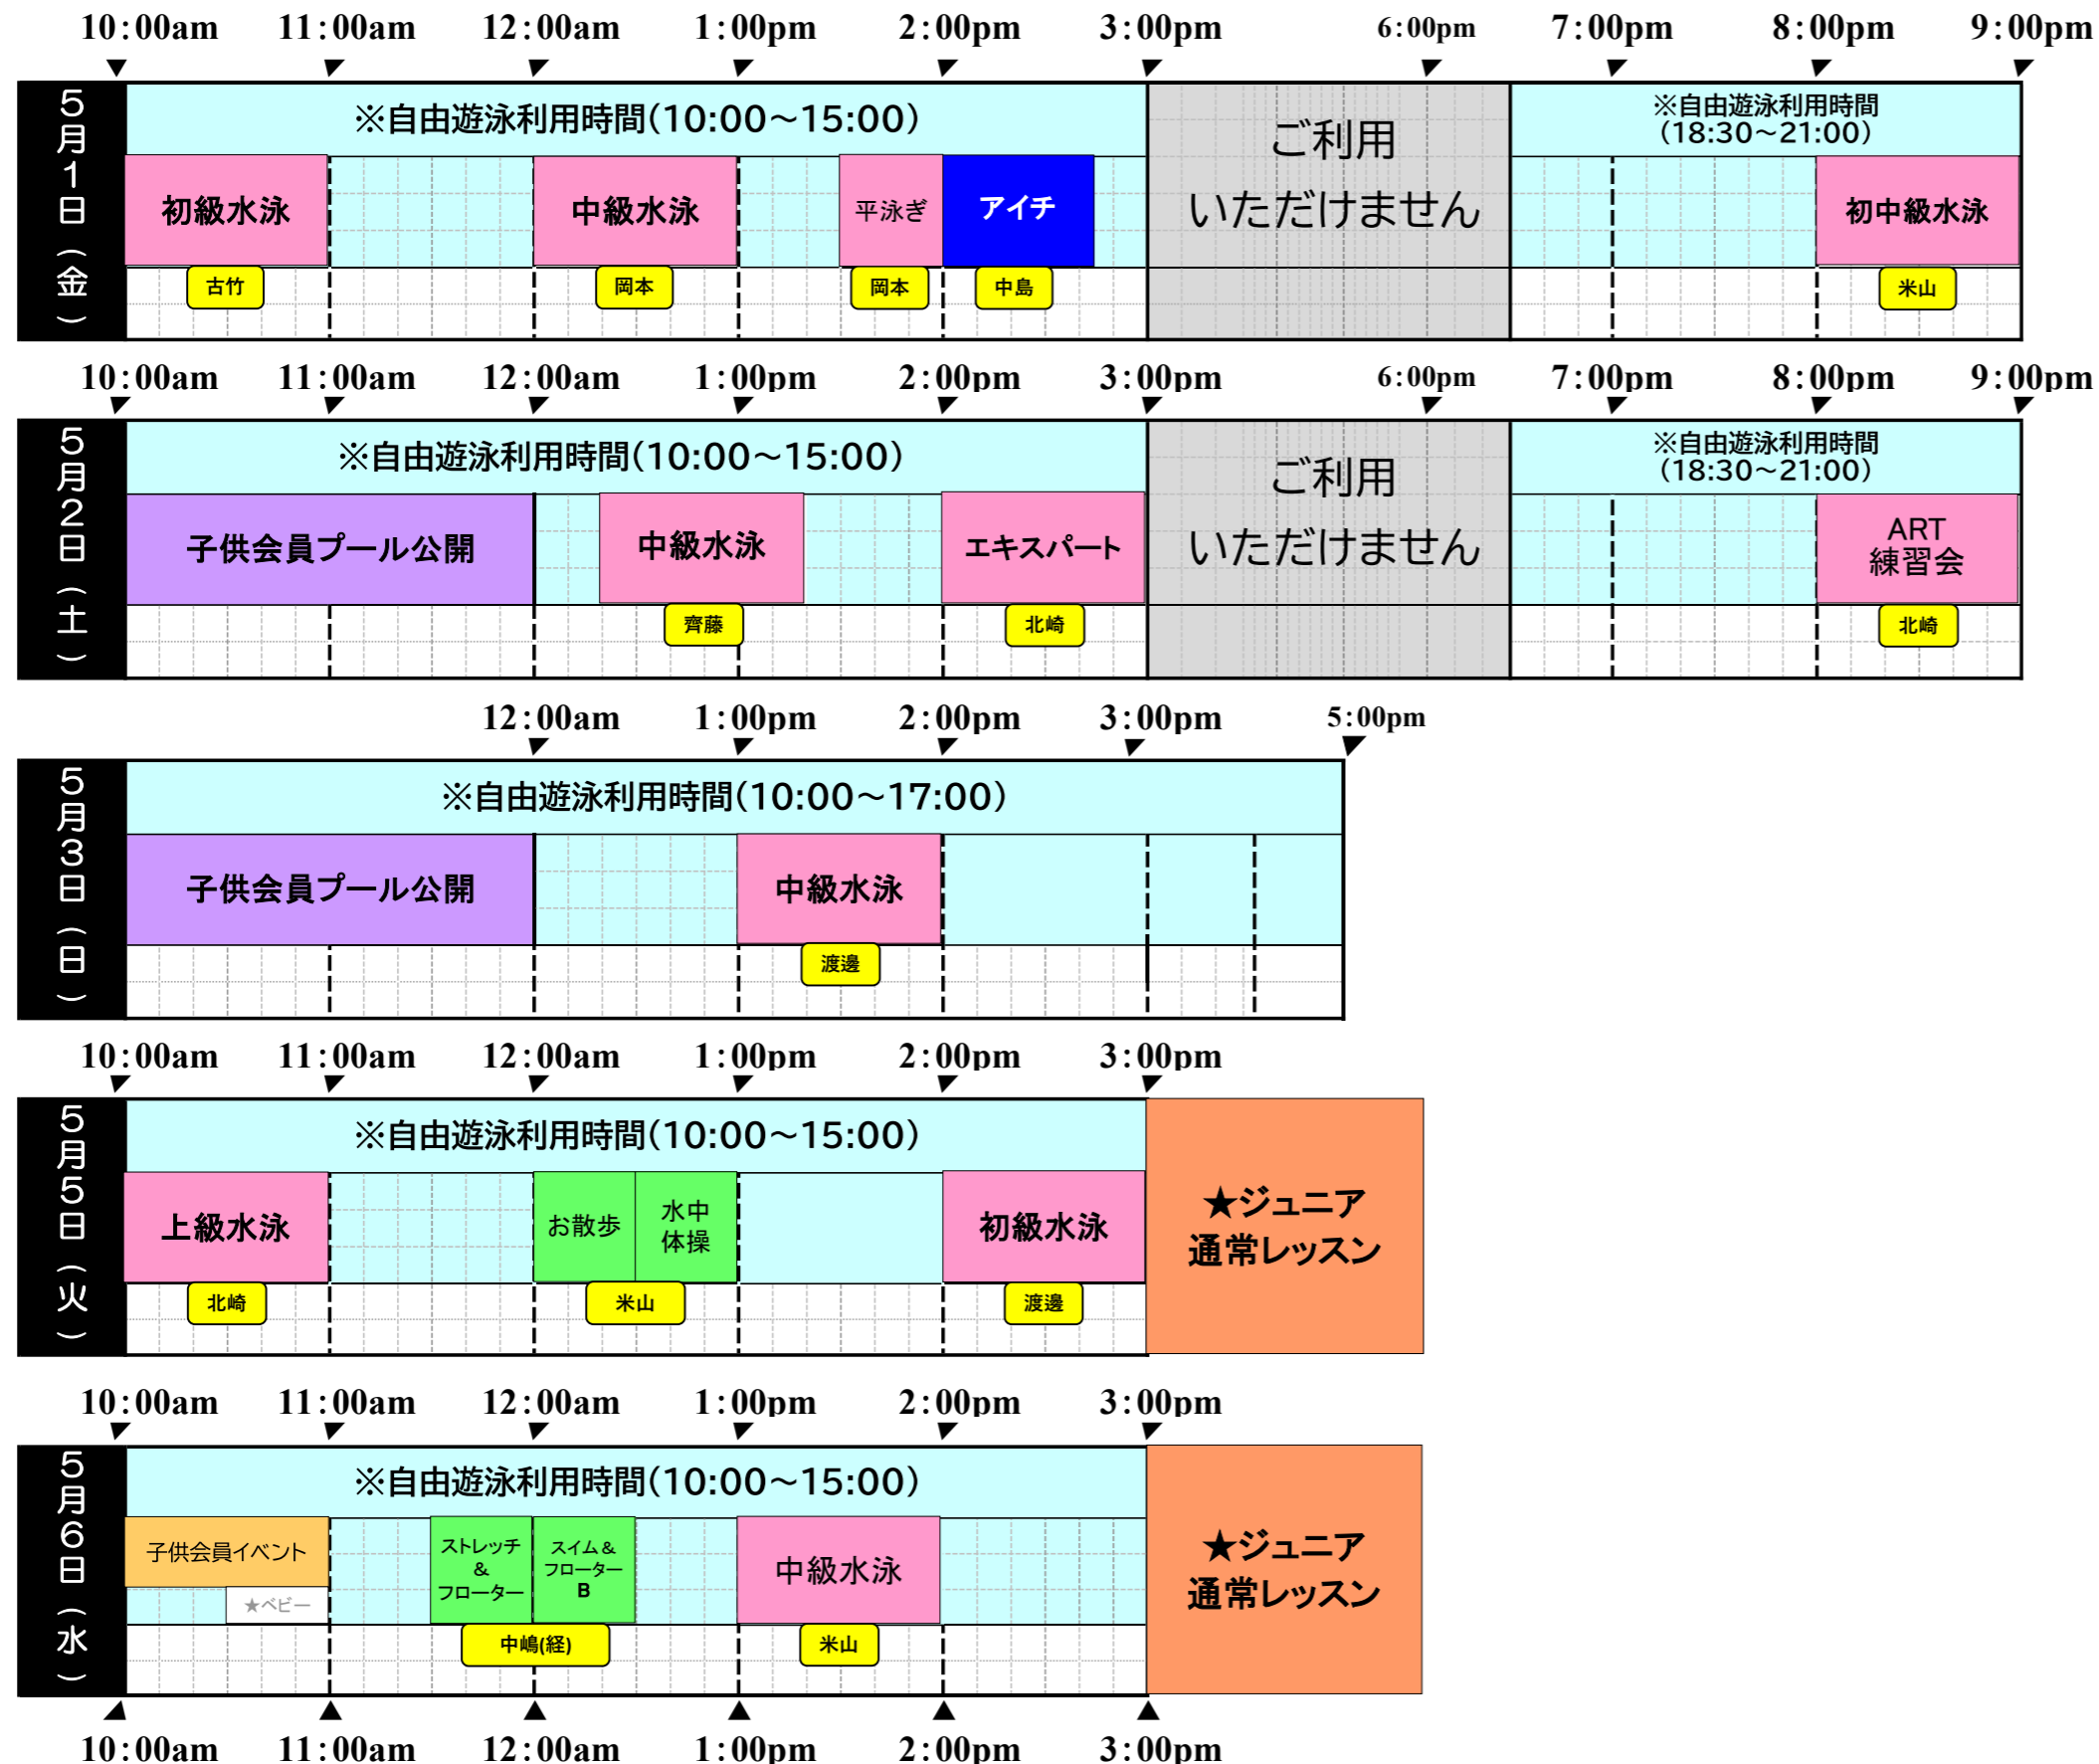 10:00am 11:00am 12:00am 1:00pm 2:00pm 3:00pm 6:00pm 7:00pm 8:00pm 9:00pm
5月1日(金)
※自由遊泳利用時間(10:00～15:00)
ご利用
いただけません
※自由遊泳利用時間
(18:30～21:00)
初級水泳 中級水泳 平泳ぎ アイチ 初中級水泳
古竹 岡本 岡本 中島 米山
10:00am 11:00am 12:00am 1:00pm 2:00pm 3:00pm 6:00pm 7:00pm 8:00pm 9:00pm
5月2日(土)
※自由遊泳利用時間(10:00～15:00)
ご利用
いただけません
※自由遊泳利用時間
(18:30～21:00)
子供会員プール公開 中級水泳 エキスパート
ART
練習会
齊藤 北崎 北崎
12:00am 1:00pm 2:00pm 3:00pm 5:00pm
5月3日(日)
※自由遊泳利用時間(10:00～17:00)
子供会員プール公開 中級水泳
渡邊
10:00am 11:00am 12:00am 1:00pm 2:00pm 3:00pm
5月5日(火)
※自由遊泳利用時間(10:00～15:00)
上級水泳 お散歩
水中
体操
初級水泳
★ジュニア
通常レッスン
北崎 米山 渡邊
10:00am 11:00am 12:00am 1:00pm 2:00pm 3:00pm
5月6日(水)
※自由遊泳利用時間(10:00～15:00)
子供会員イベント
★ベビー
ストレッチ
&
フローター
スイム&
フローター
B
中級水泳
★ジュニア
通常レッスン
中嶋(経) 米山
10:00am 11:00am 12:00am 1:00pm 2:00pm 3:00pm